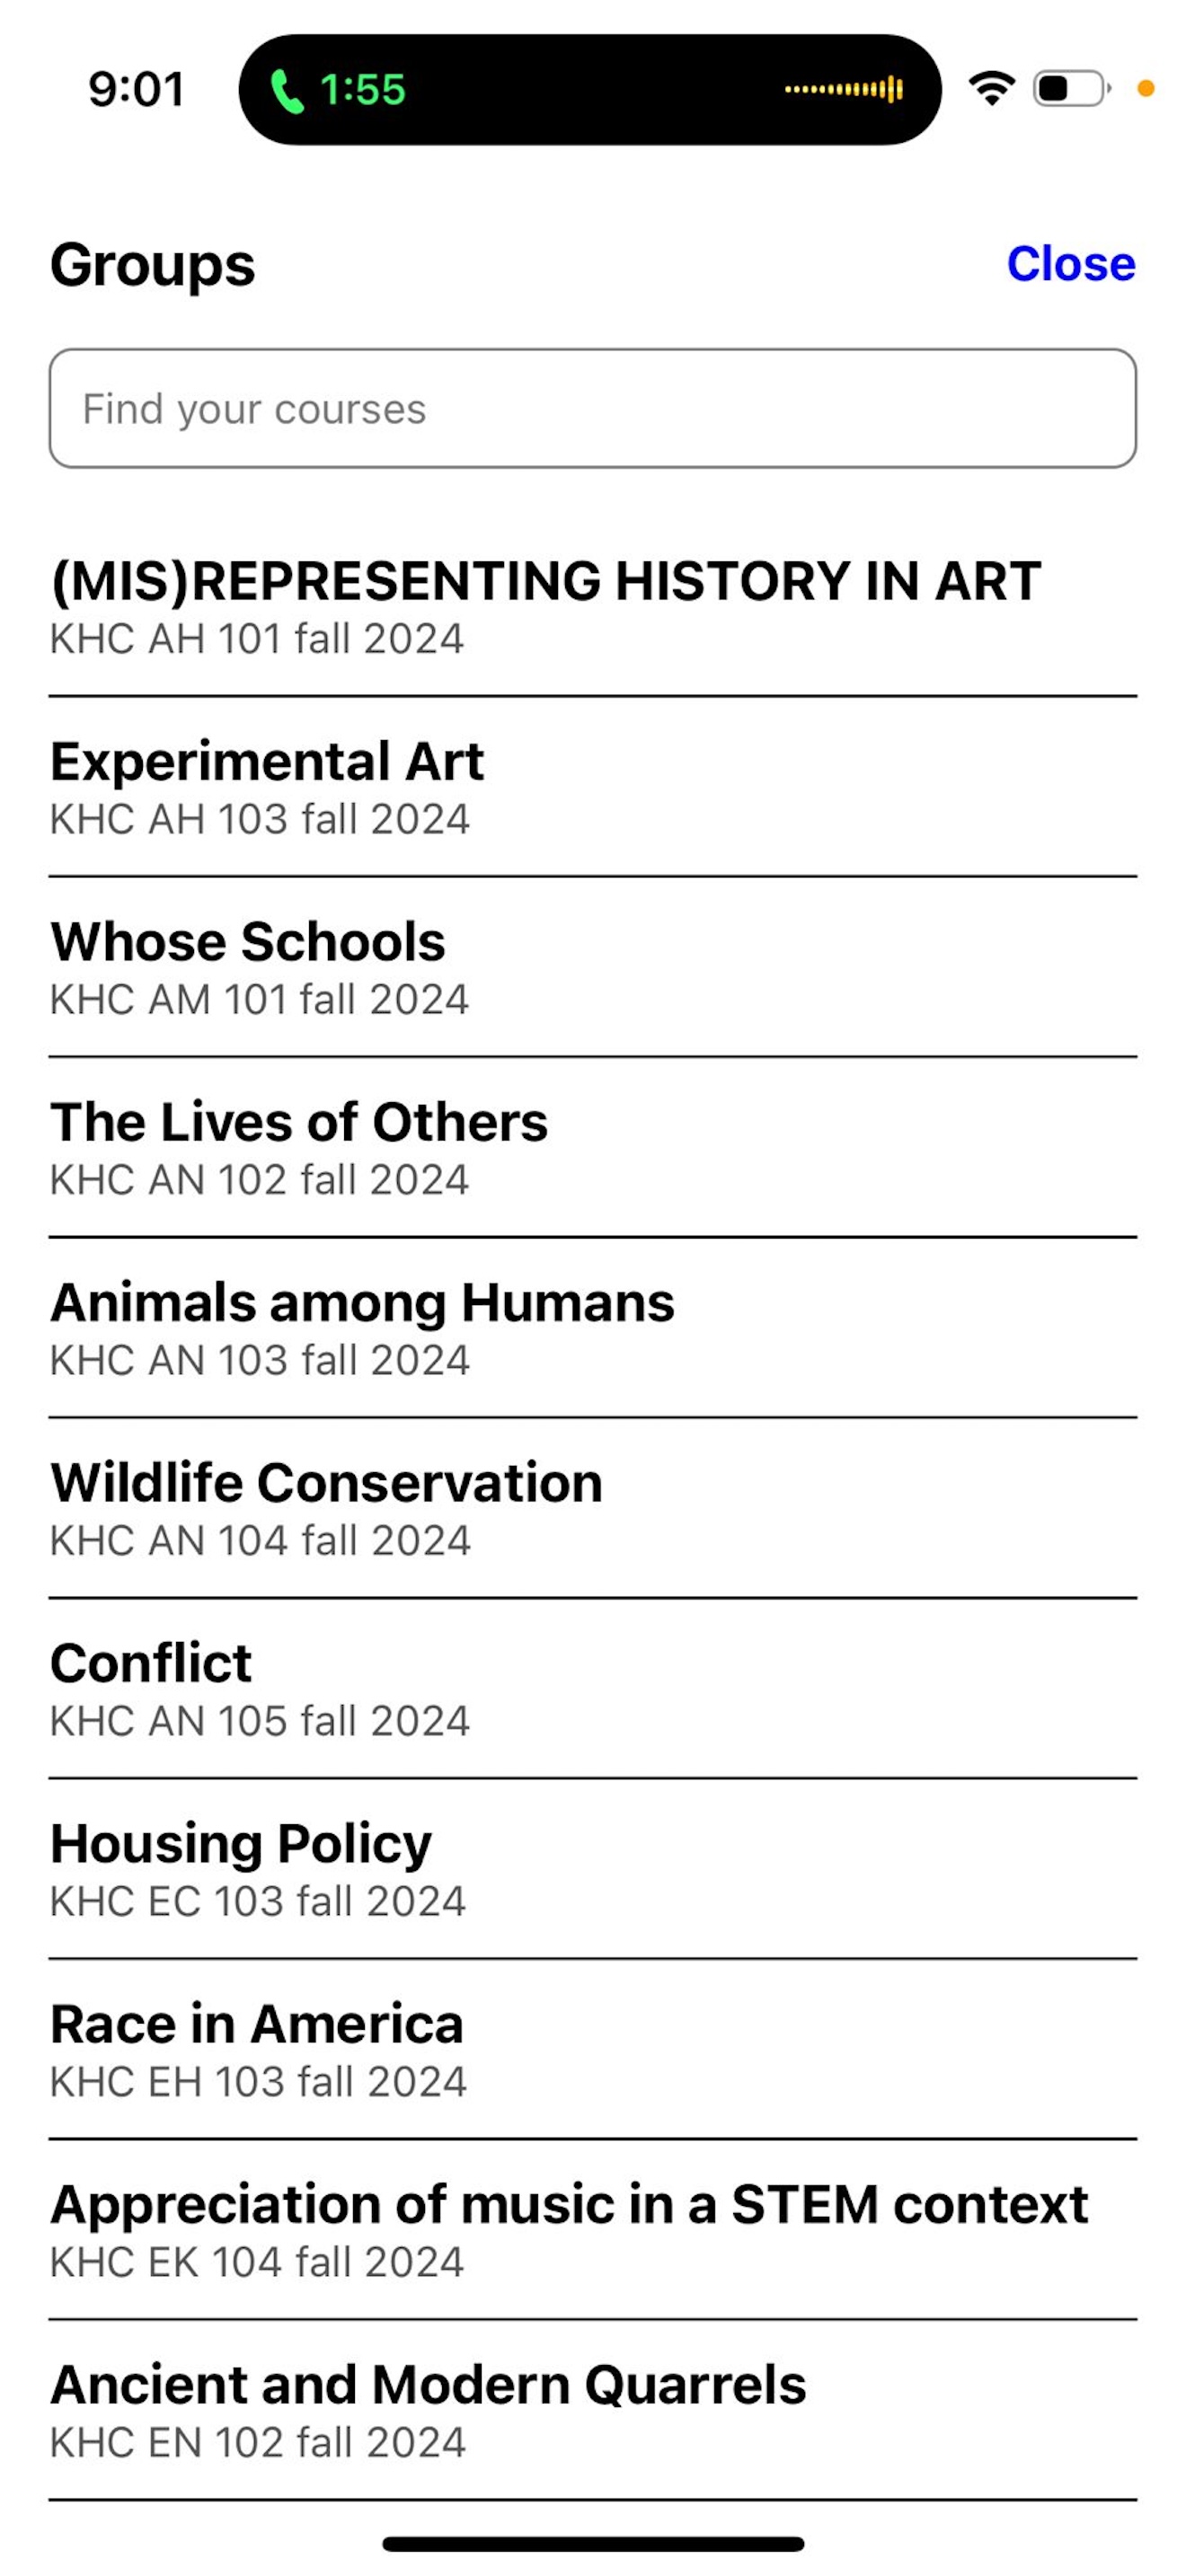 9:01
1:55
Groups
Close
Find your courses
(MIS)REPRESENTING HISTORY IN ART
KHC AH 101 fall 2024
Experimental Art
KHC AH 103 fall 2024
Whose Schools
KHC AM 101 fall 2024
The Lives of Others
KHC AN 102 fall 2024
Animals among Humans
KHC AN 103 fall 2024
Wildlife Conservation
KHC AN 104 fall 2024
Conflict
KHC AN 105 fall 2024
Housing Policy
KHC EC 103 fall 2024
Race in America
KHC EH 103 fall 2024
Appreciation of music in a STEM context
KHC EK 104 fall 2024
Ancient and Modern Quarrels
KHC EN 102 fall 2024